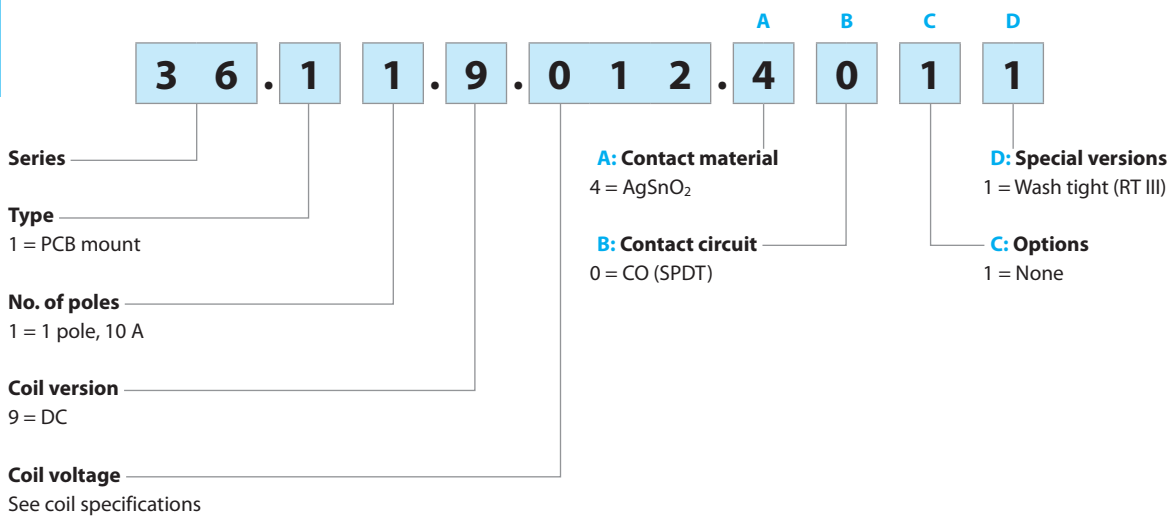 A B C D
3 6 . 1 1 . 9 . 0 1 2 . 4 0 1 1
Series
Type
1 = PCB mount
No. of poles
1 = 1 pole, 10 A
Coil version
9 = DC
Coil voltage
See coil specifications
A: Contact material
4 = AgSnO₂
B: Contact circuit
0 = CO (SPDT)
D: Special versions
1 = Wash tight (RT III)
C: Options
1 = None